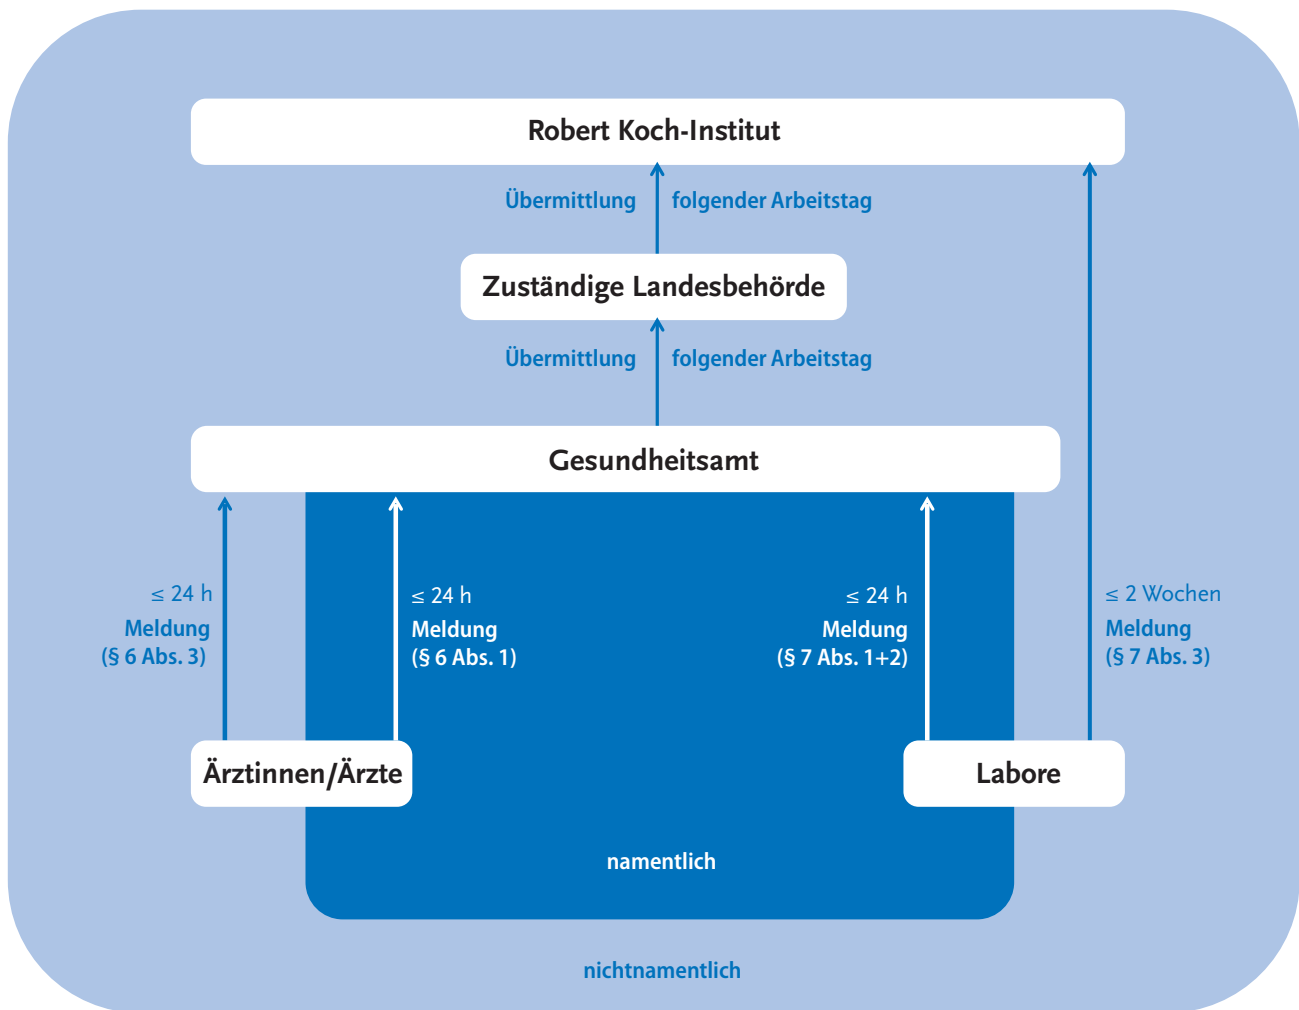 Robert Koch-Institut
Übermittlung folgender Arbeitstag
Zuständige Landesbehörde
Übermittlung folgender Arbeitstag
Gesundheitsamt
≤ 24 h
Meldung
(§ 6 Abs. 3)
≤ 24 h
Meldung
(§ 6 Abs. 1)
≤ 24 h
Meldung
(§ 7 Abs. 1+2)
≤ 2 Wochen
Meldung
(§ 7 Abs. 3)
Ärztinnen/Ärzte
Labore
namentlich
nichtnamentlich